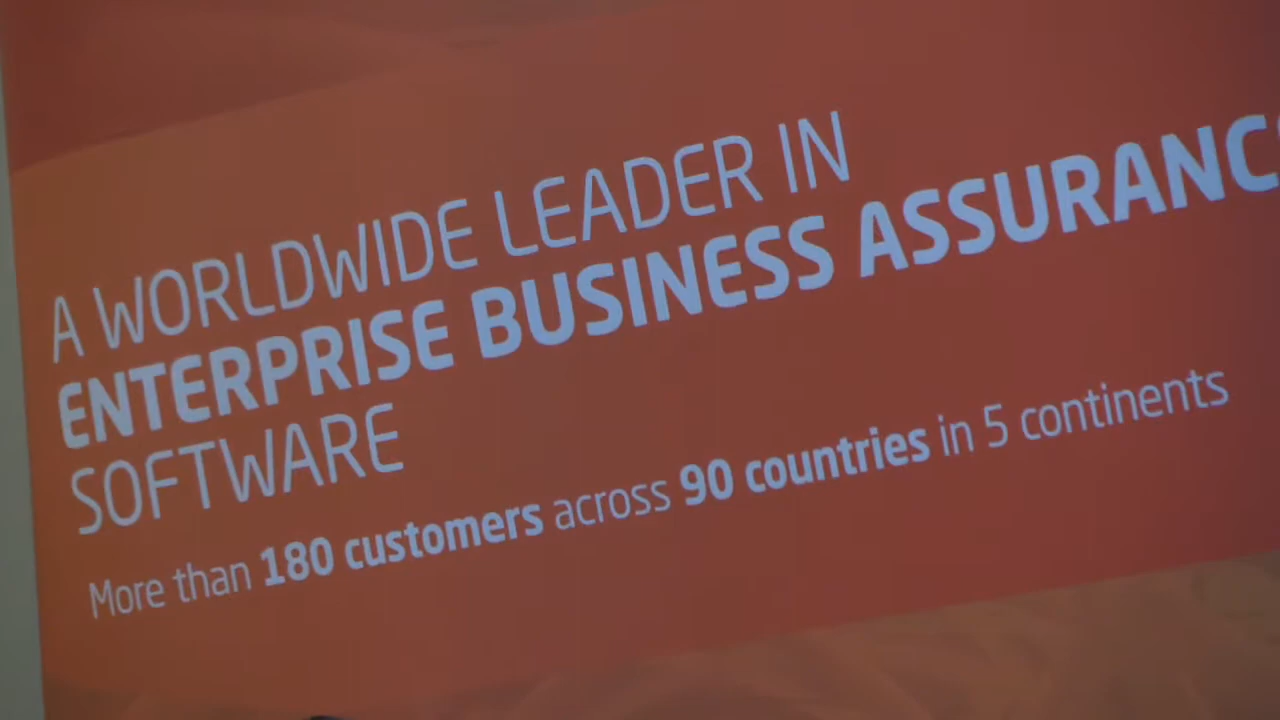 A WORLDWIDE LEADER IN
ENTERPRISE BUSINESS ASSURANC
SOFTWARE
More than 180 customers across 90 countries in 5 continents